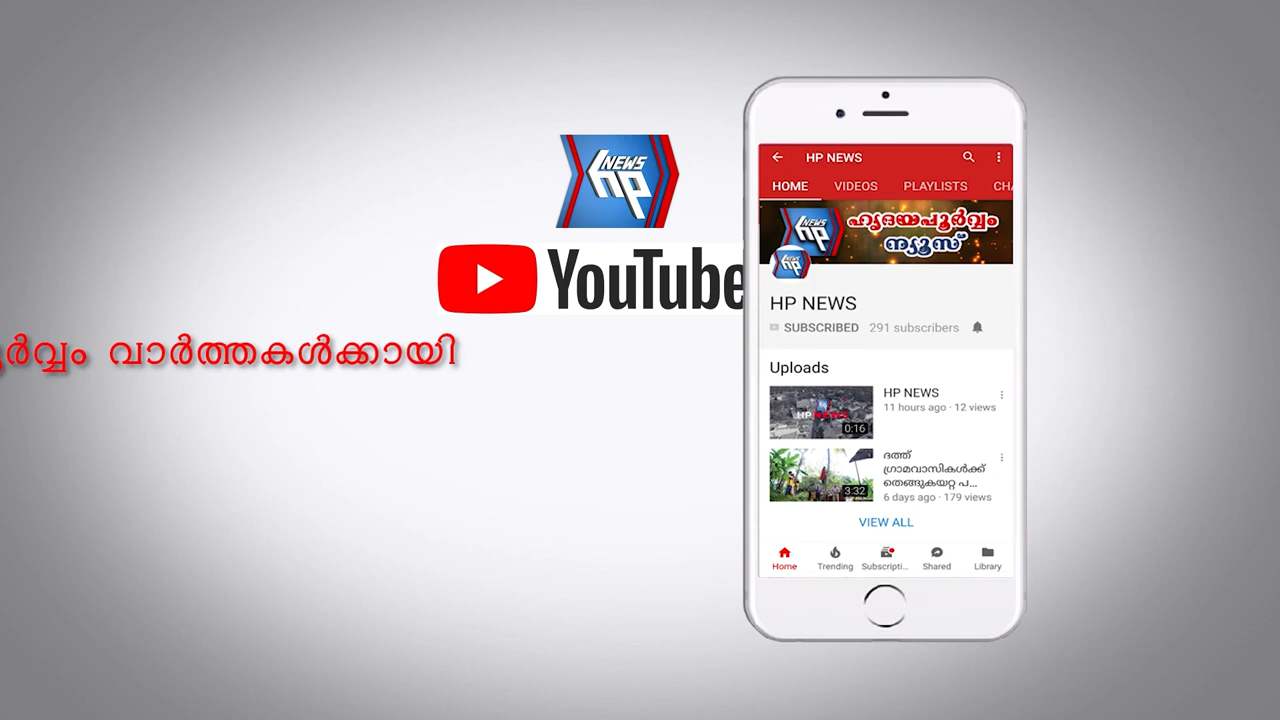 NEWS
hp
YouTube
വാർത്തകൾക്കായി
HP NEWS
HOME VIDEOS PLAYLISTS
NEWS
hp
ഹൃദയപൂർവ്വം
ന്യൂസ്
HP NEWS
SUBSCRIBED 291 subscribers
Uploads
HP NEWS
11 hours ago · 12 views
HP NEWS
0:16
ദത്ത്
ഗ്രാമവാസികൾക്ക്
തെങ്ങുകയറ്റ പ...
6 days ago · 179 views
3:32
VIEW ALL
Home Trending Subscripti... Shared Library